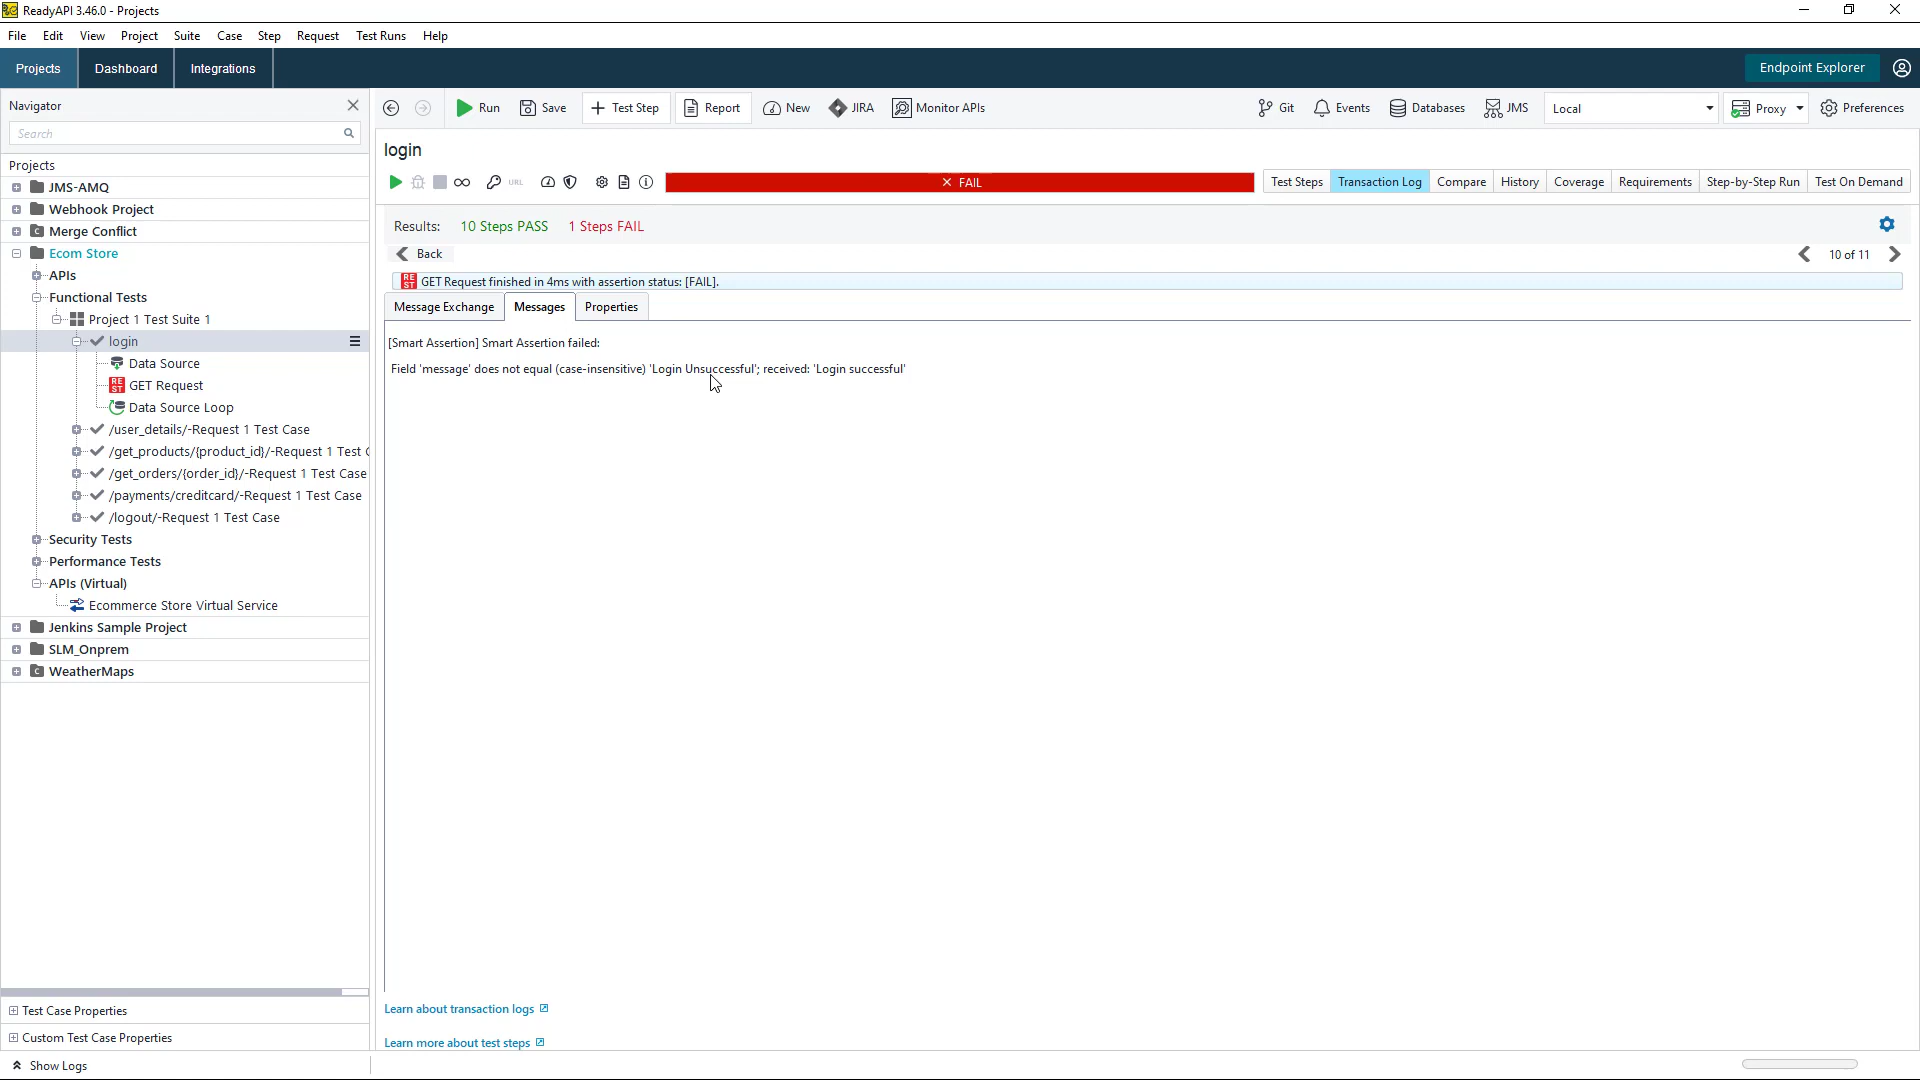 ReadyAPI 3.46.0 - Projects
File Edit View Project Suite Case Step Request Test Runs Help
Projects Dashboard Integrations Endpoint Explorer
Navigator
Search
Projects
JMS-AMQ
Webhook Project
Merge Conflict
Ecom Store
APIs
Functional Tests
Project 1 Test Suite 1
login
Data Source
GET Request
Data Source Loop
/user_details/-Request 1 Test Case
/get_products/{product_id}/-Request 1 Test C
/get_orders/{order_id}/-Request 1 Test Case
/payments/creditcard/-Request 1 Test Case
/logout/-Request 1 Test Case
Security Tests
Performance Tests
APIs (Virtual)
Ecommerce Store Virtual Service
Jenkins Sample Project
SLM_Onprem
WeatherMaps
Test Case Properties
Custom Test Case Properties
Show Logs
Run Save Test Step Report New JIRA Monitor APIs Git Events Databases JMS Local Proxy Preferences
login
URL FAIL Test Steps Transaction Log Compare History Coverage Requirements Step-by-Step Run Test On Demand
Results: 10 Steps PASS 1 Steps FAIL
Back 10 of 11
REST GET Request finished in 4ms with assertion status: [FAIL].
Message Exchange Messages Properties
[Smart Assertion] Smart Assertion failed:
Field 'message' does not equal (case-insensitive) 'Login Unsuccessful'; received: 'Login successful'
Learn about transaction logs
Learn more about test steps